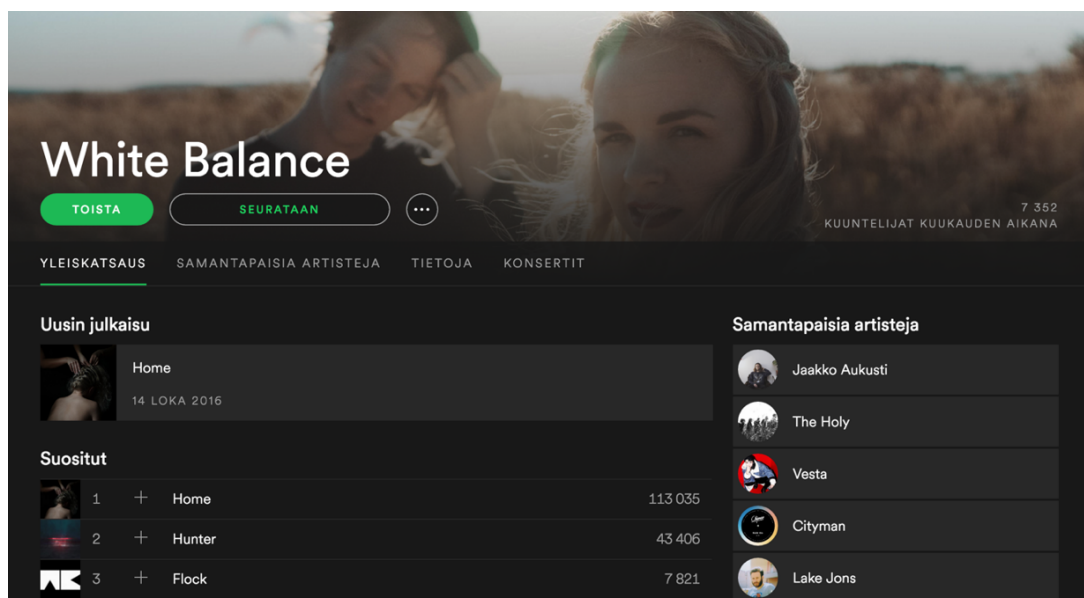 White Balance
TOISTA
SEURATAAN
7 352
KUUNTELIJAT KUUKAUDEN AIKANA
YLEISKATSAUS
SAMANTAPAISIA ARTISTEJA
TIETOJA
KONSERTIT
Uusin julkaisu
Home
14 LOKA 2016
Suositut
1 Home 113 035
2 Hunter 43 406
3 Flock 7 821
Samantapaisia artisteja
Jaakko Aukusti
The Holy
Vesta
Cityman
Lake Jons